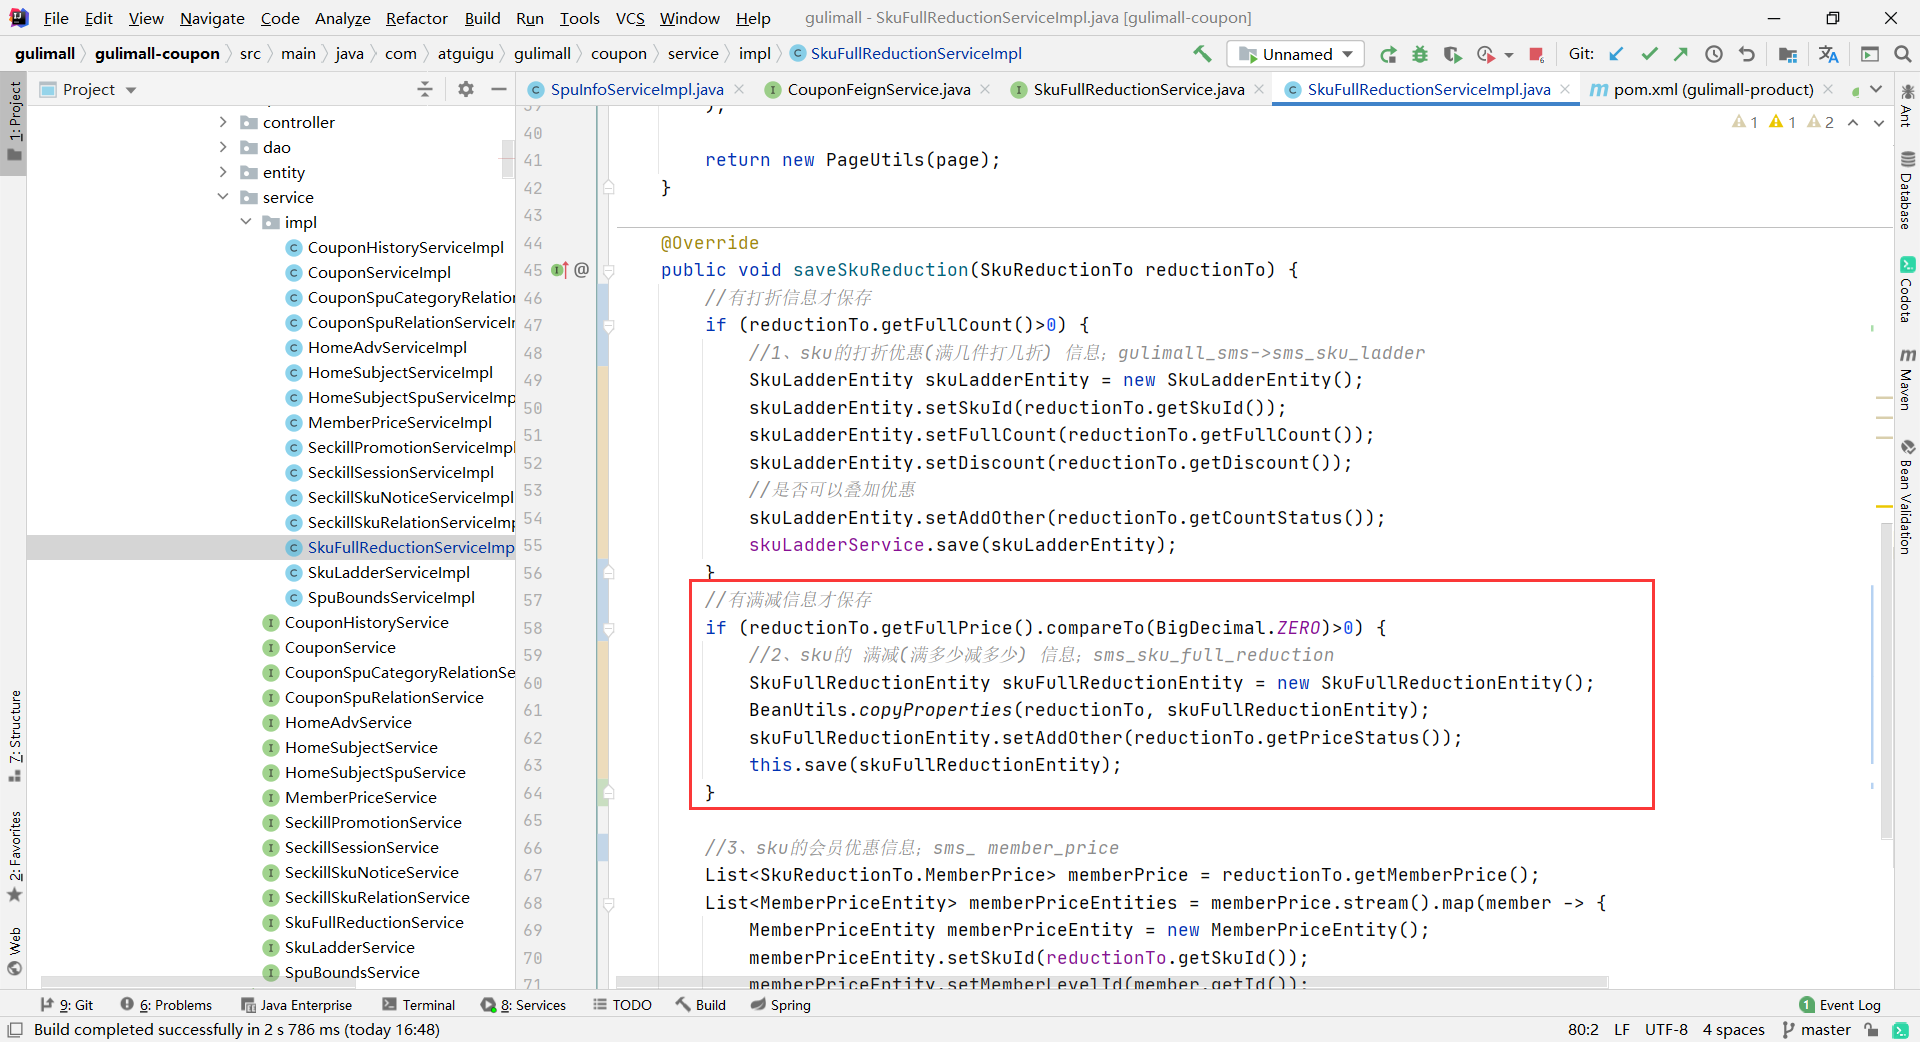 File Edit View Navigate Code Analyze Refactor Build Run Tools VCS Window Help gulimall - SkuFullReductionServiceImpl.java [gulimall-coupon]
gulimall gulimall-coupon src main java com atguigu gulimall coupon service impl SkuFullReductionServiceImpl Unnamed Git:
Project SpuInfoServiceImpl.java CouponFeignService.java SkuFullReductionService.java SkuFullReductionServiceImpl.java pom.xml (gulimall-product)
1: Project
7: Structure
2: Favorites
Web
controller
dao
entity
service
impl
CouponHistoryServiceImpl
CouponServiceImpl
CouponSpuCategoryRelation
CouponSpuRelationServiceIr
HomeAdvServiceImpl
HomeSubjectServiceImpl
HomeSubjectSpuServiceImp
MemberPriceServiceImpl
SeckillPromotionServiceImpl
SeckillSessionServiceImpl
SeckillSkuNoticeServiceImpl
SeckillSkuRelationServiceImp
SkuFullReductionServiceImp
SkuLadderServiceImpl
SpuBoundsServiceImpl
CouponHistoryService
CouponService
CouponSpuCategoryRelationSe
CouponSpuRelationService
HomeAdvService
HomeSubjectService
HomeSubjectSpuService
MemberPriceService
SeckillPromotionService
SeckillSessionService
SeckillSkuNoticeService
SeckillSkuRelationService
SkuFullReductionService
SkuLadderService
SpuBoundsService
1 1 2
39 );
40
41 return new PageUtils(page);
42 }
43
44 @Override
45 public void saveSkuReduction(SkuReductionTo reductionTo) {
46 //有打折信息才保存
47 if (reductionTo.getFullCount()>0) {
48 //1、sku的打折优惠(满几件打几折) 信息；gulimall_sms->sms_sku_ladder
49 SkuLadderEntity skuLadderEntity = new SkuLadderEntity();
50 skuLadderEntity.setSkuId(reductionTo.getSkuId());
51 skuLadderEntity.setFullCount(reductionTo.getFullCount());
52 skuLadderEntity.setDiscount(reductionTo.getDiscount());
53 //是否可以叠加优惠
54 skuLadderEntity.setAddOther(reductionTo.getCountStatus());
55 skuLadderService.save(skuLadderEntity);
56 }
57 //有满减信息才保存
58 if (reductionTo.getFullPrice().compareTo(BigDecimal.ZERO)>0) {
59 //2、sku的 满减(满多少减多少) 信息；sms_sku_full_reduction
60 SkuFullReductionEntity skuFullReductionEntity = new SkuFullReductionEntity();
61 BeanUtils.copyProperties(reductionTo, skuFullReductionEntity);
62 skuFullReductionEntity.setAddOther(reductionTo.getPriceStatus());
63 this.save(skuFullReductionEntity);
64 }
65
66 //3、sku的会员优惠信息；sms_ member_price
67 List<SkuReductionTo.MemberPrice> memberPrice = reductionTo.getMemberPrice();
68 List<MemberPriceEntity> memberPriceEntities = memberPrice.stream().map(member -> {
69 MemberPriceEntity memberPriceEntity = new MemberPriceEntity();
70 memberPriceEntity.setSkuId(reductionTo.getSkuId());
71 memberPriceEntity.setMemberLevelId(member.getId());
Ant
Database
Codota
Maven
Bean Validation
9: Git 6: Problems Java Enterprise Terminal 8: Services TODO Build Spring 1 Event Log
Build completed successfully in 2 s 786 ms (today 16:48) 80:2 LF UTF-8 4 spaces master